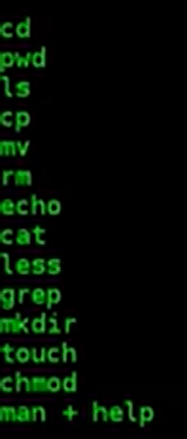 cd
pwd
ls
cp
mv
rm
echo
cat
less
grep
mkdir
touch
chmod
man + help